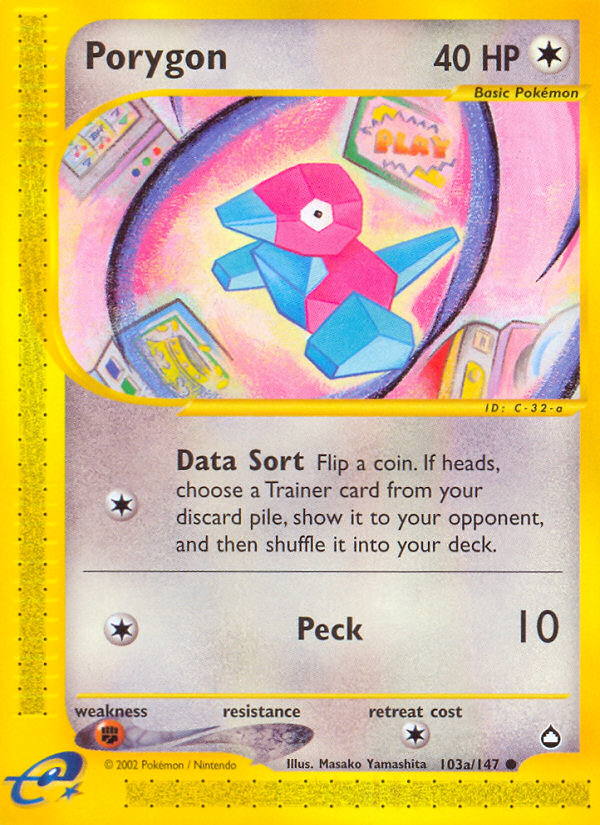 Porygon
40 HP
Basic Pokémon
PLAY
ID: C-32-a
Data Sort Flip a coin. If heads,
choose a Trainer card from your
discard pile, show it to your opponent,
and then shuffle it into your deck.
Peck 10
weakness resistance retreat cost
© 2002 Pokémon / Nintendo Illus. Masako Yamashita 103a/147
e